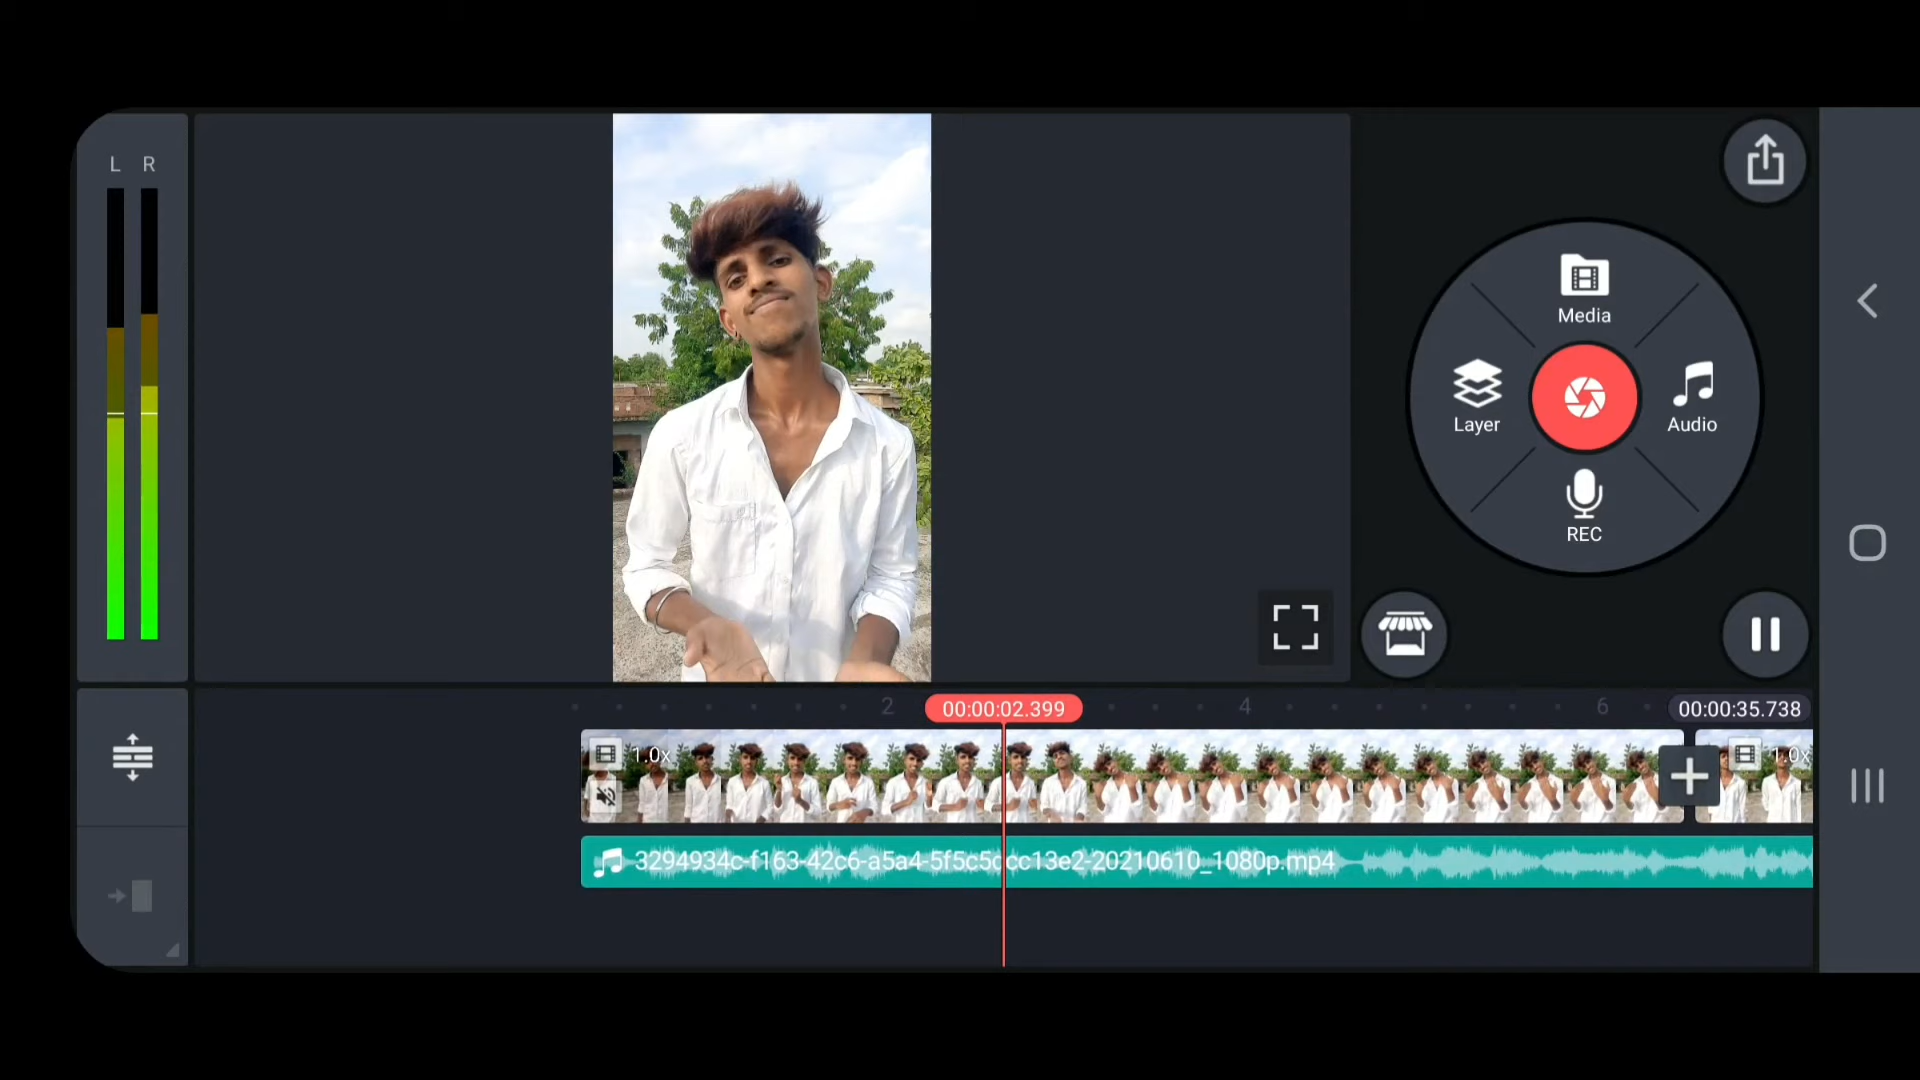 L R
Media
Layer
Audio
REC
2
00:00:02.399
4
6
00:00:35.738
1.0x
1.0x
3294934c-f163-42c6-a5a4-5f5c5dcc13e2-20210610_1080p.mp4